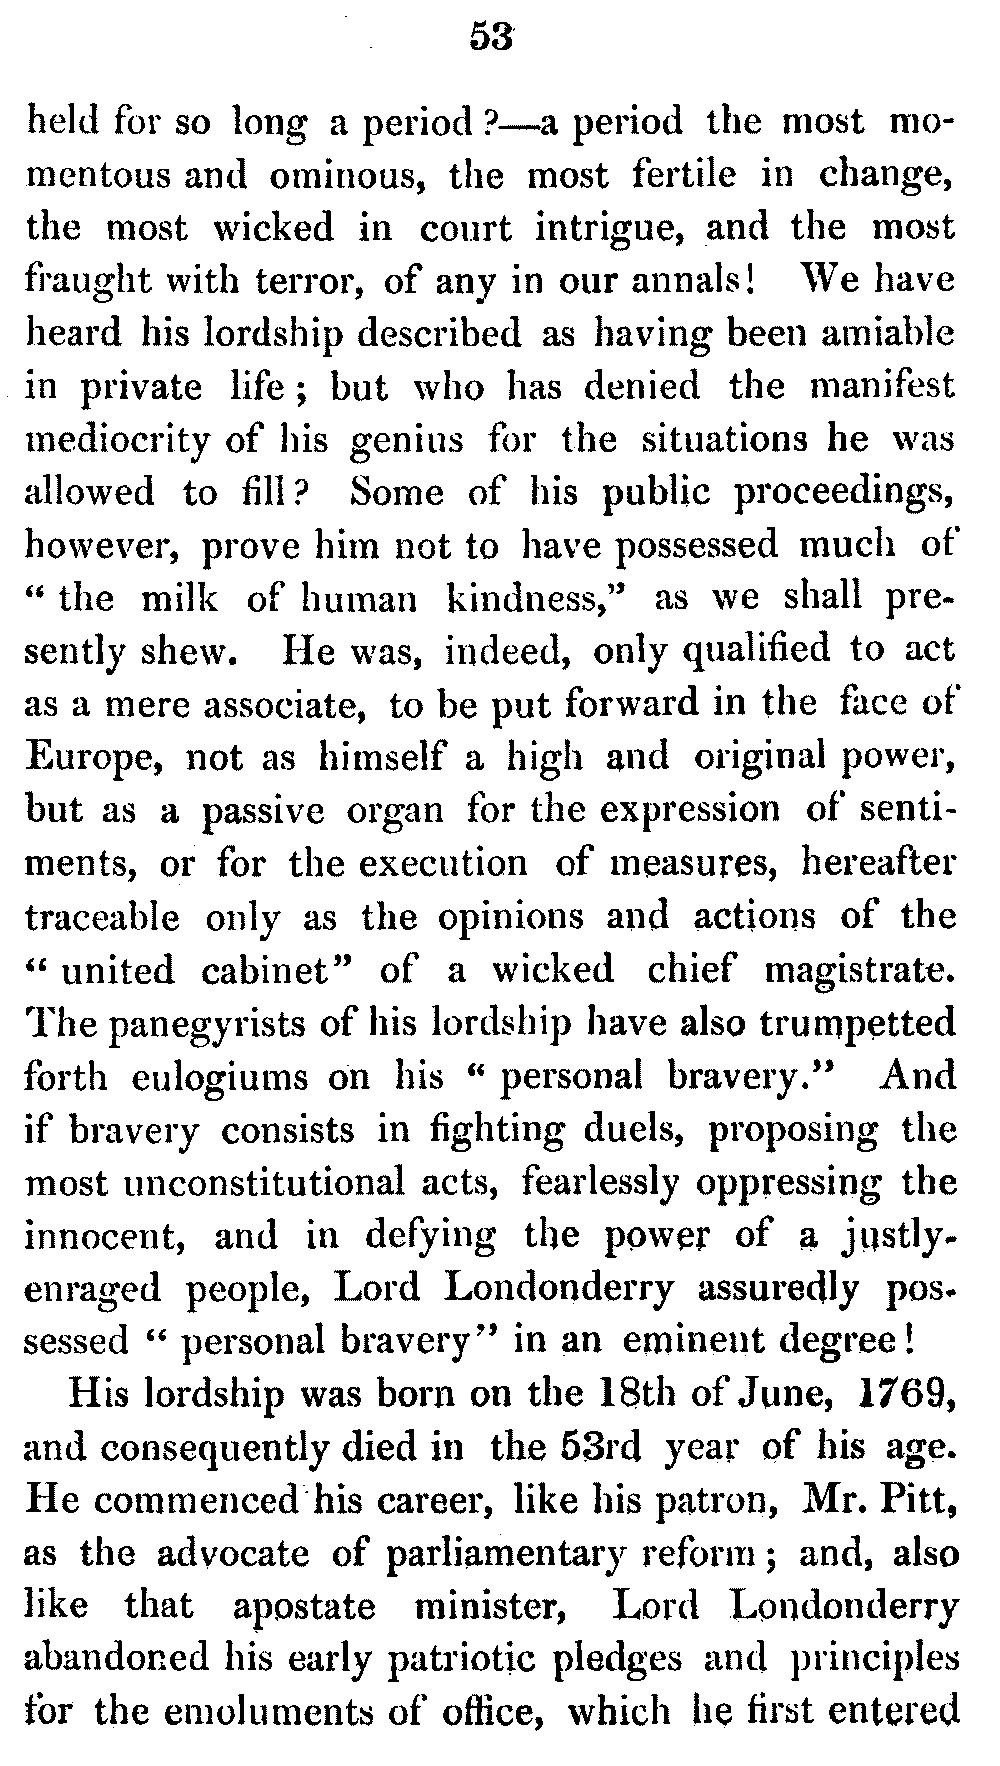 53
held for so long a period ?—a period the most mo-
mentous and ominous, the most fertile in change,
the most wicked in court intrigue, and the most
fraught with terror, of any in our annals! We have
heard his lordship described as having been amiable
in private life ; but who has denied the manifest
mediocrity of his genius for the situations he was
allowed to fill? Some of his public proceedings,
however, prove him not to have possessed much of
“ the milk of human kindness,” as we shall pre-
sently shew. He was, indeed, only qualified to act
as a mere associate, to be put forward in the face of
Europe, not as himself a high and original power,
but as a passive organ for the expression of senti-
ments, or for the execution of measures, hereafter
traceable only as the opinions and actions of the
“ united cabinet” of a wicked chief magistrate.
The panegyrists of his lordship have also trumpetted
forth eulogiums on his “ personal bravery.” And
if bravery consists in fighting duels, proposing the
most unconstitutional acts, fearlessly oppressing the
innocent, and in defying the power of a justly-
enraged people, Lord Londonderry assuredly pos-
sessed “ personal bravery” in an eminent degree!
His lordship was born on the 18th of June, 1769,
and consequently died in the 53rd year of his age.
He commenced his career, like his patron, Mr. Pitt,
as the advocate of parliamentary reform ; and, also
like that apostate minister, Lord Londonderry
abandoned his early patriotic pledges and principles
for the emoluments of office, which he first entered